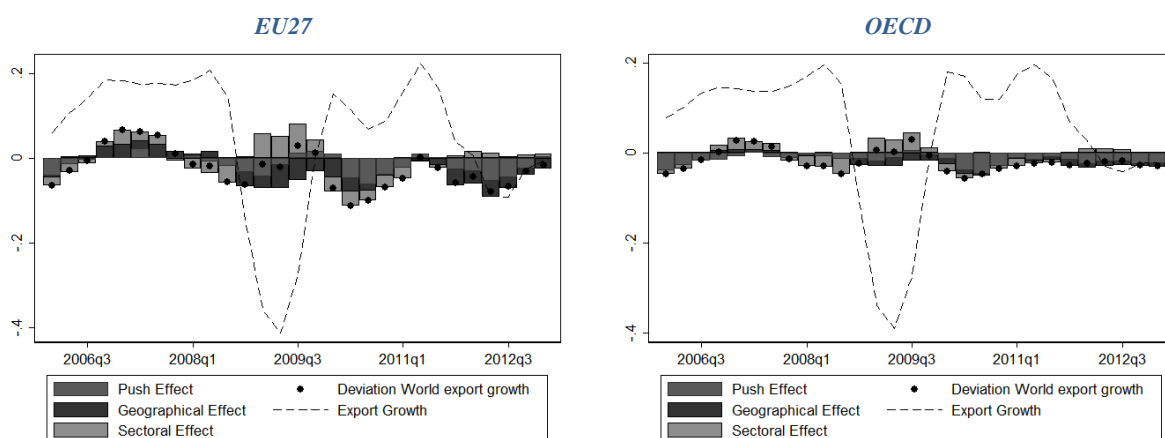 EU27
.2
0
-.2
-.4
2006q3 2008q1 2009q3 2011q1 2012q3
Push Effect Deviation World export growth
Geographical Effect Export Growth
Sectoral Effect
OECD
.2
0
-.2
-.4
2006q3 2008q1 2009q3 2011q1 2012q3
Push Effect Deviation World export growth
Geographical Effect Export Growth
Sectoral Effect